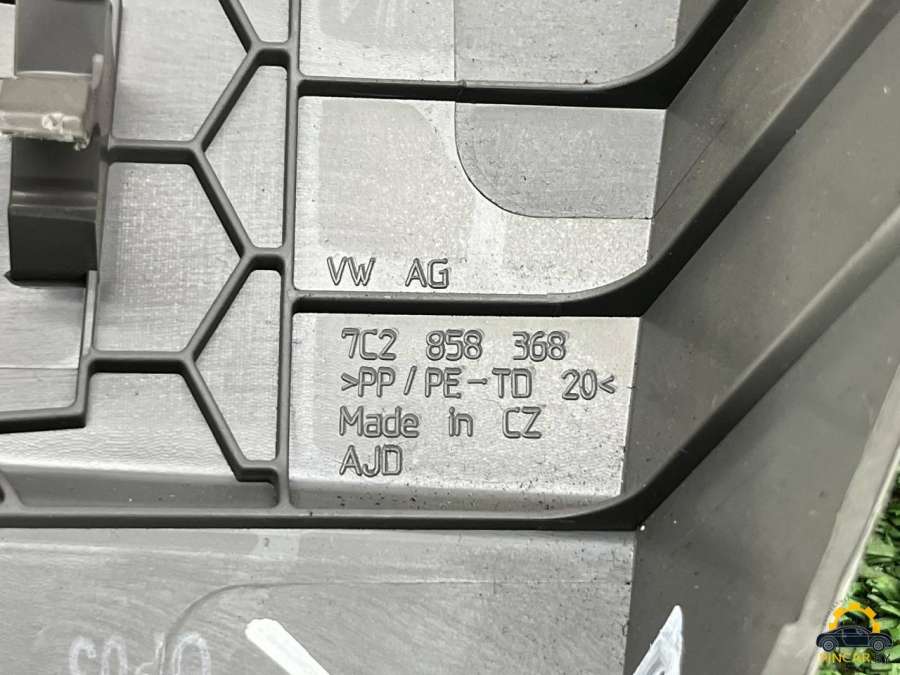 VW AG
7C2 858 368
>PP/PE-TD 20<
Made in CZ
AJD